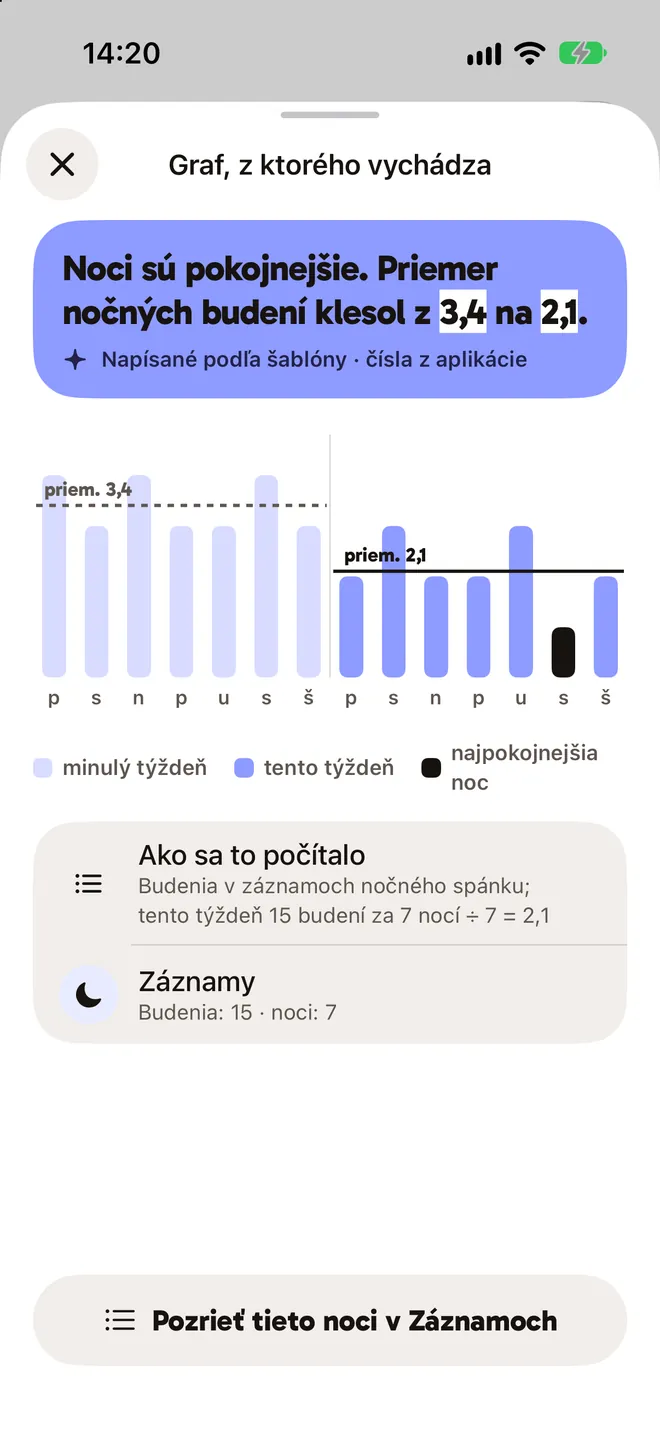 14:20
Graf, z ktorého vychádza
Noci sú pokojnejšie. Priemer
nočných budení klesol z 3,4 na 2,1.
Napísané podľa šablóny · čísla z aplikácie
priem. 3,4
priem. 2,1
p s n p u s š p s n p u s š
minulý týždeň
tento týždeň
najpokojnejšia
noc
Ako sa to počítalo
Budenia v záznamoch nočného spánku;
tento týždeň 15 budení za 7 nocí ÷ 7 = 2,1
Záznamy
Budenia: 15 · noci: 7
Pozrieť tieto noci v Záznamoch